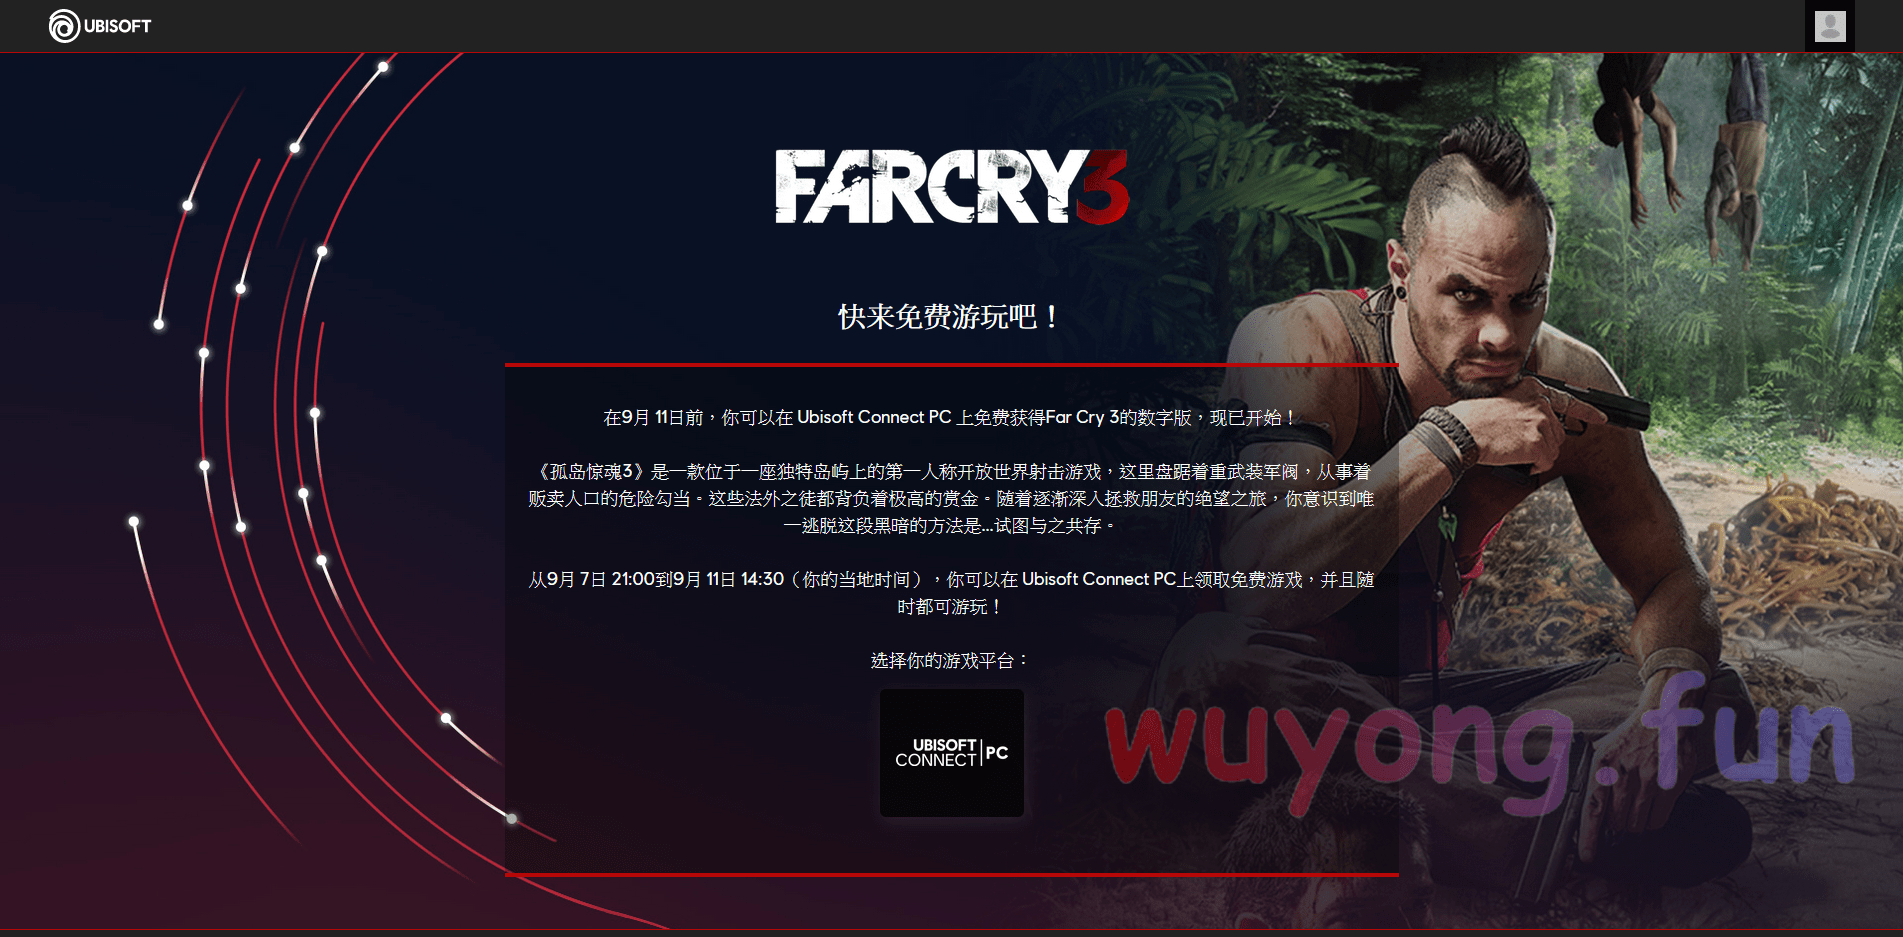 UBISOFT
FARCRY3
快来免费游玩吧！
在9月 11日前，你可以在 Ubisoft Connect PC 上免费获得Far Cry 3的数字版，现已开始！
《孤岛惊魂3》是一款位于一座独特岛屿上的第一人称开放世界射击游戏，这里盘踞着重武装军阀，从事着
贩卖人口的危险勾当。这些法外之徒都背负着极高的赏金。随着逐渐深入拯救朋友的绝望之旅，你意识到唯
一逃脱这段黑暗的方法是...试图与之共存。
从9月 7日 21:00到9月 11日 14:30（你的当地时间），你可以在 Ubisoft Connect PC上领取免费游戏，并且随
时都可游玩！
选择你的游戏平台：
UBISOFT
CONNECT | PC
wuyong.fun